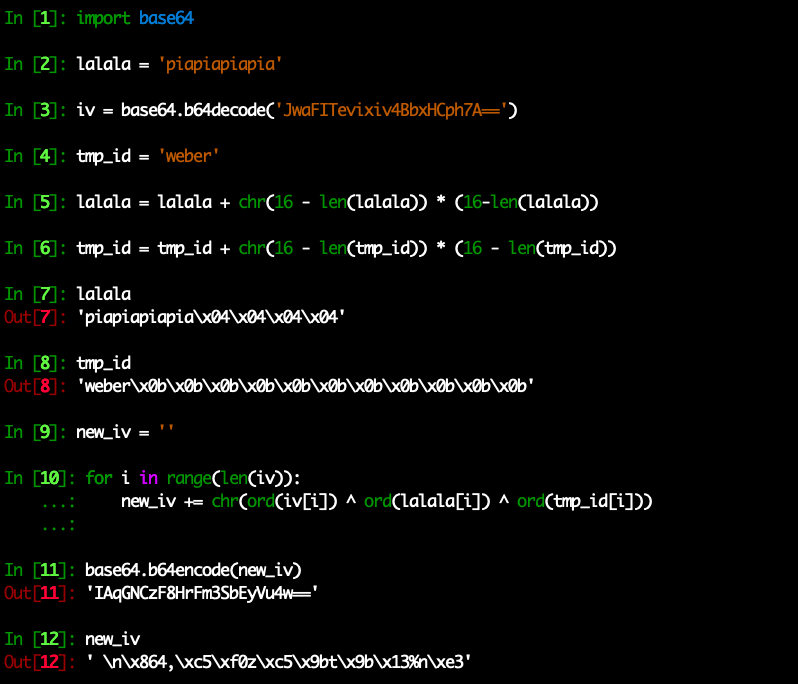 In [1]: import base64
In [2]: lalala = 'piapiapiapia'
In [3]: iv = base64.b64decode('JwaFITevixiv4BbxHCph7A==')
In [4]: tmp_id = 'weber'
In [5]: lalala = lalala + chr(16 - len(lalala)) * (16-len(lalala))
In [6]: tmp_id = tmp_id + chr(16 - len(tmp_id)) * (16 - len(tmp_id))
In [7]: lalala
Out[7]: 'piapiapiapia\x04\x04\x04\x04'
In [8]: tmp_id
Out[8]: 'weber\x0b\x0b\x0b\x0b\x0b\x0b\x0b\x0b\x0b\x0b\x0b'
In [9]: new_iv = ''
In [10]: for i in range(len(iv)):
...:     new_iv += chr(ord(iv[i]) ^ ord(lalala[i]) ^ ord(tmp_id[i]))
...:
In [11]: base64.b64encode(new_iv)
Out[11]: 'IAqGNCzF8HrFm3SbEyVu4w=='
In [12]: new_iv
Out[12]: ' \n\x864,\xc5\xf0z\xc5\x9bt\x9b\x13%n\xe3'